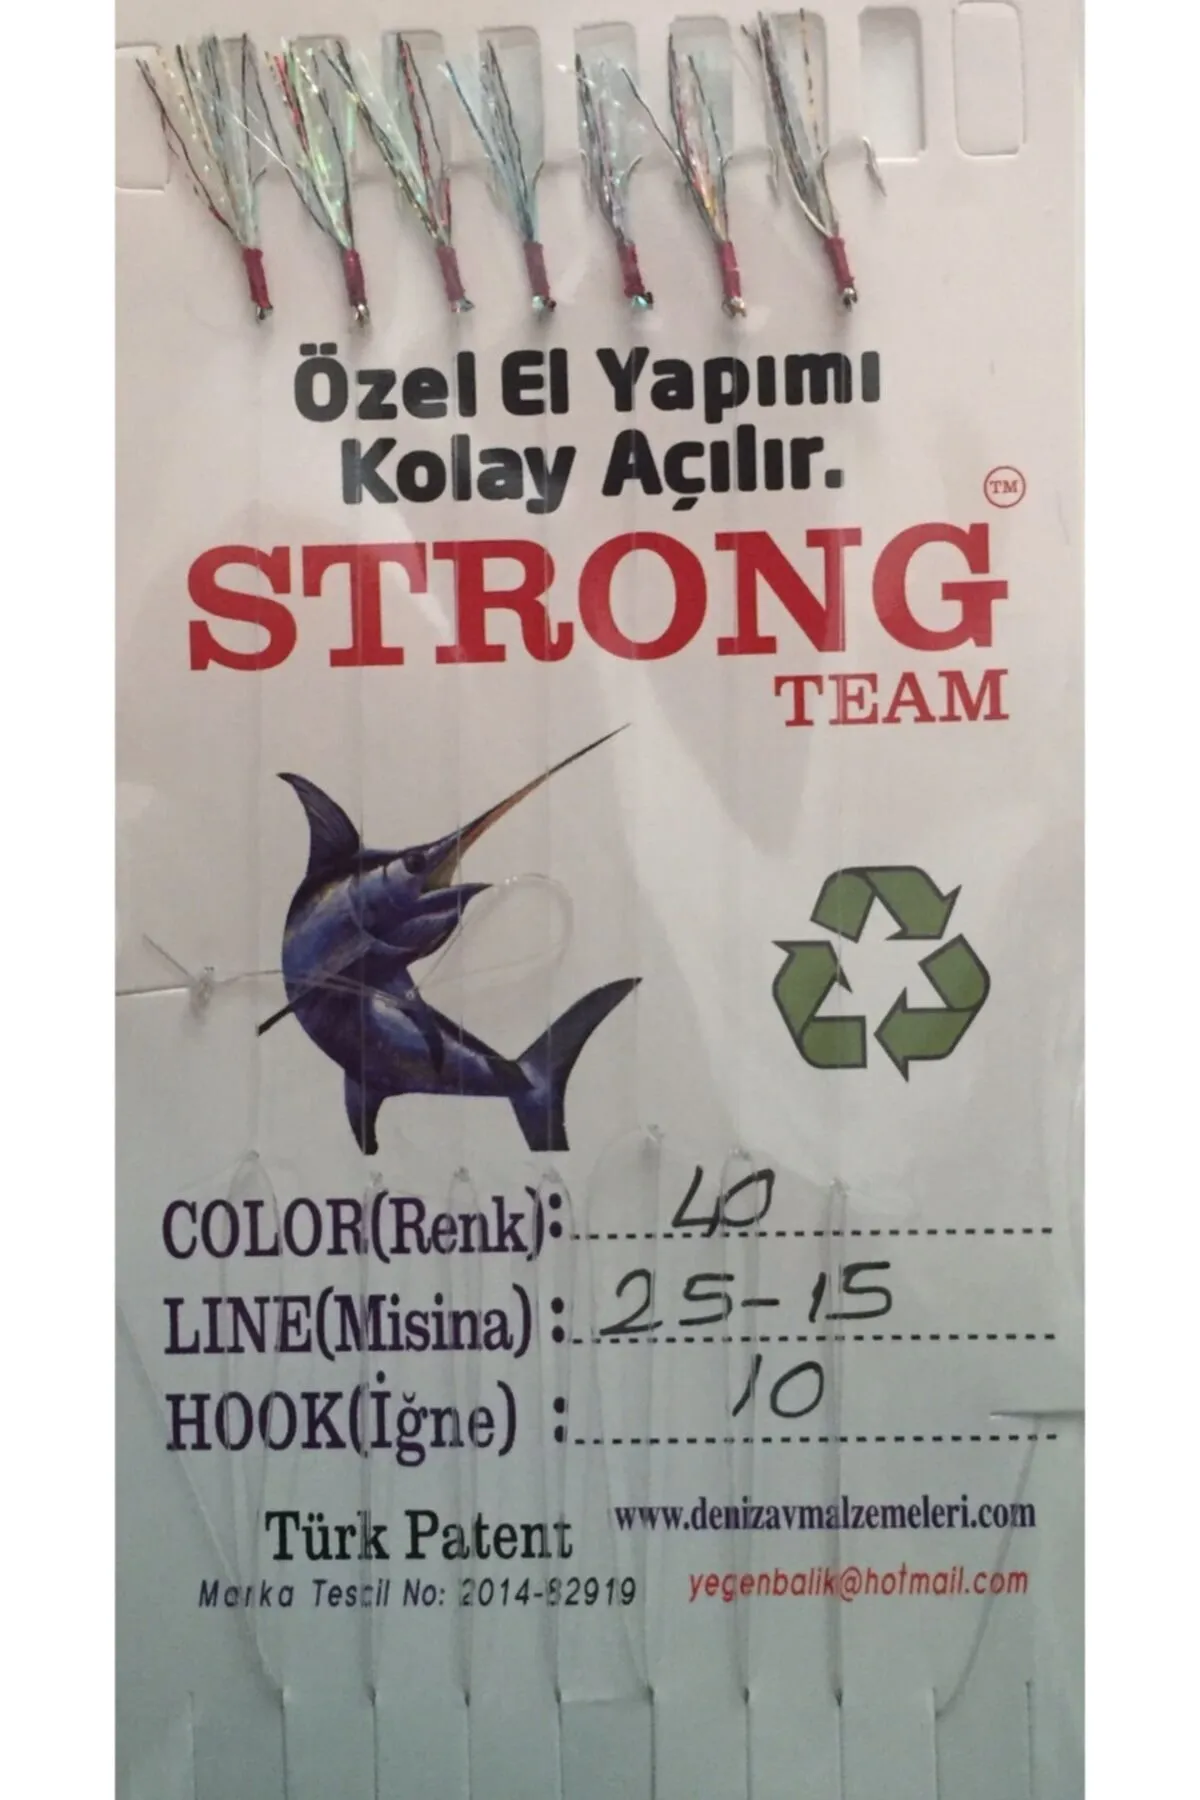 Özel El Yapımı
Kolay Açılır.
TM
STRONG
TEAM
COLOR(Renk): 40
LINE(Misina) : 25-15
HOOK(İğne) : 10
Türk Patent
www.denizavmalzemeleri.com
Marka Tescil No: 2014-82919
yegenbalik@hotmail.com